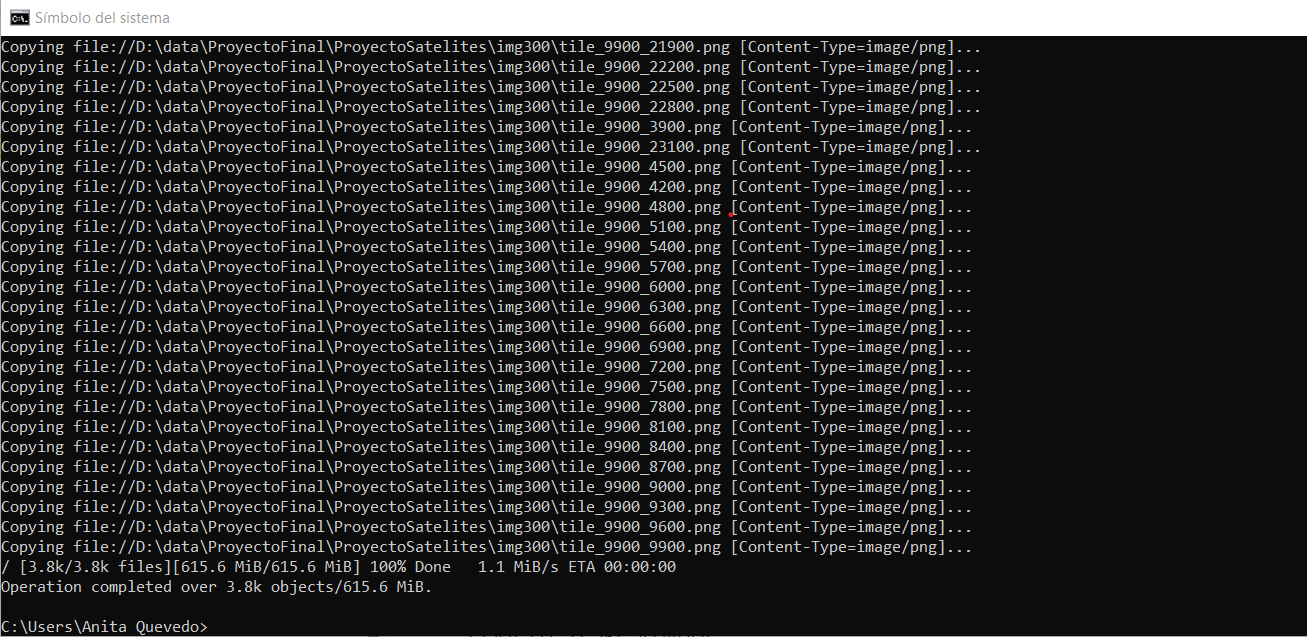 Símbolo del sistema
Copying file://D:\data\ProyectoFinal\ProyectoSatelites\img300\tile_9900_21900.png [Content-Type=image/png]...
Copying file://D:\data\ProyectoFinal\ProyectoSatelites\img300\tile_9900_22200.png [Content-Type=image/png]...
Copying file://D:\data\ProyectoFinal\ProyectoSatelites\img300\tile_9900_22500.png [Content-Type=image/png]...
Copying file://D:\data\ProyectoFinal\ProyectoSatelites\img300\tile_9900_22800.png [Content-Type=image/png]...
Copying file://D:\data\ProyectoFinal\ProyectoSatelites\img300\tile_9900_3900.png [Content-Type=image/png]...
Copying file://D:\data\ProyectoFinal\ProyectoSatelites\img300\tile_9900_23100.png [Content-Type=image/png]...
Copying file://D:\data\ProyectoFinal\ProyectoSatelites\img300\tile_9900_4500.png [Content-Type=image/png]...
Copying file://D:\data\ProyectoFinal\ProyectoSatelites\img300\tile_9900_4200.png [Content-Type=image/png]...
Copying file://D:\data\ProyectoFinal\ProyectoSatelites\img300\tile_9900_4800.png [Content-Type=image/png]...
Copying file://D:\data\ProyectoFinal\ProyectoSatelites\img300\tile_9900_5100.png [Content-Type=image/png]...
Copying file://D:\data\ProyectoFinal\ProyectoSatelites\img300\tile_9900_5400.png [Content-Type=image/png]...
Copying file://D:\data\ProyectoFinal\ProyectoSatelites\img300\tile_9900_5700.png [Content-Type=image/png]...
Copying file://D:\data\ProyectoFinal\ProyectoSatelites\img300\tile_9900_6000.png [Content-Type=image/png]...
Copying file://D:\data\ProyectoFinal\ProyectoSatelites\img300\tile_9900_6300.png [Content-Type=image/png]...
Copying file://D:\data\ProyectoFinal\ProyectoSatelites\img300\tile_9900_6600.png [Content-Type=image/png]...
Copying file://D:\data\ProyectoFinal\ProyectoSatelites\img300\tile_9900_6900.png [Content-Type=image/png]...
Copying file://D:\data\ProyectoFinal\ProyectoSatelites\img300\tile_9900_7200.png [Content-Type=image/png]...
Copying file://D:\data\ProyectoFinal\ProyectoSatelites\img300\tile_9900_7500.png [Content-Type=image/png]...
Copying file://D:\data\ProyectoFinal\ProyectoSatelites\img300\tile_9900_7800.png [Content-Type=image/png]...
Copying file://D:\data\ProyectoFinal\ProyectoSatelites\img300\tile_9900_8100.png [Content-Type=image/png]...
Copying file://D:\data\ProyectoFinal\ProyectoSatelites\img300\tile_9900_8400.png [Content-Type=image/png]...
Copying file://D:\data\ProyectoFinal\ProyectoSatelites\img300\tile_9900_8700.png [Content-Type=image/png]...
Copying file://D:\data\ProyectoFinal\ProyectoSatelites\img300\tile_9900_9000.png [Content-Type=image/png]...
Copying file://D:\data\ProyectoFinal\ProyectoSatelites\img300\tile_9900_9300.png [Content-Type=image/png]...
Copying file://D:\data\ProyectoFinal\ProyectoSatelites\img300\tile_9900_9600.png [Content-Type=image/png]...
Copying file://D:\data\ProyectoFinal\ProyectoSatelites\img300\tile_9900_9900.png [Content-Type=image/png]...
/ [3.8k/3.8k files][615.6 MiB/615.6 MiB] 100% Done   1.1 MiB/s ETA 00:00:00
Operation completed over 3.8k objects/615.6 MiB.
C:\Users\Anita Quevedo>